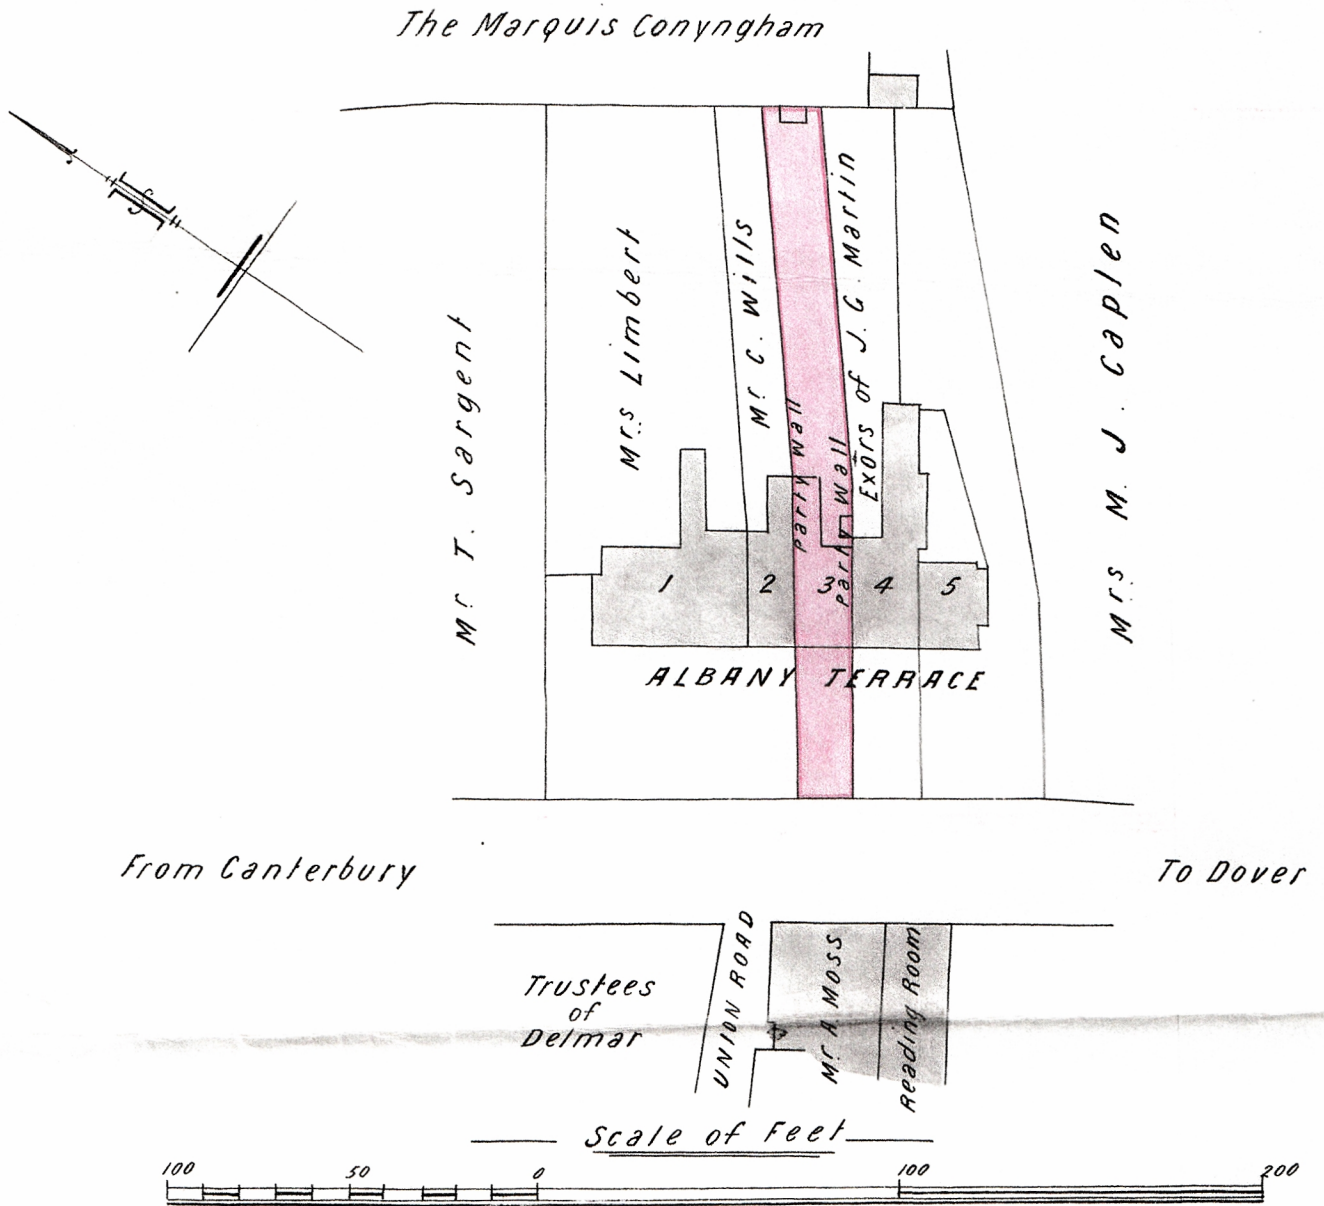 The Marquis Conyngham
Mr. T. Sargent
Mrs. Limbert
Mr. C. Wills
Party Wall
Party Wall
Exors of J. G. Martin
Mrs M. J. Caplen
1
2
3
4
5
ALBANY TERRACE
From Canterbury
To Dover
Trustees
of
Delmar
UNION ROAD
Mr. A MOSS
Reading Room
Scale of Feet
100
50
0
100
200